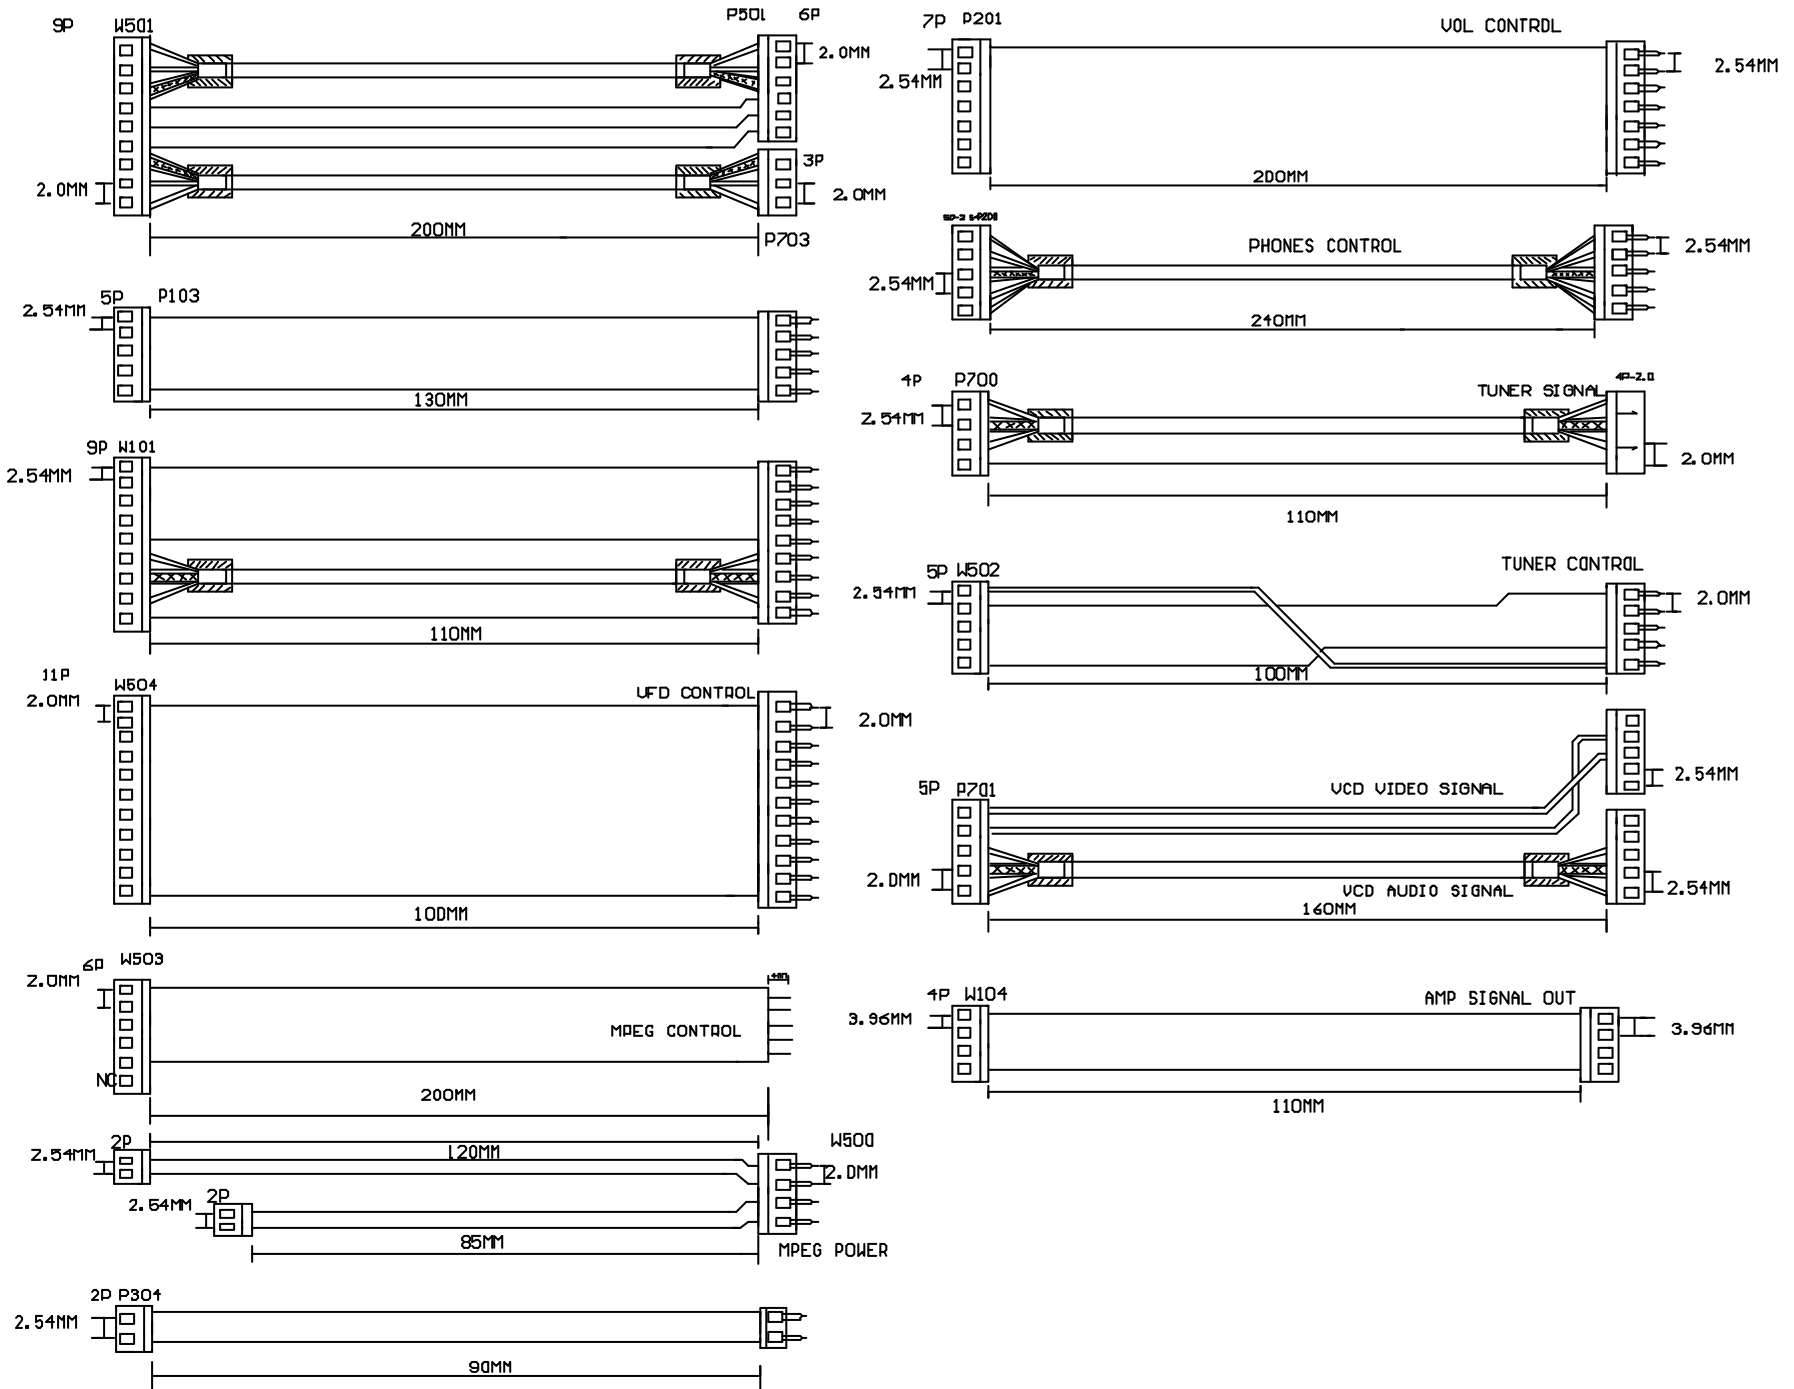 9P W501 P501 6P
2.0MM
3P
2.0MM 2.0MM
200MM
P703
5P P103
2.54MM
130MM
9P W101
2.54MM
110MM
11P
W504
2.0MM
VFD CONTROL
2.0MM
100MM
6P W503
2.0MM
MPEG CONTROL
NC
200MM
2P
2.54MM
120MM
W500
2.0MM
2P
2.54MM
85MM
MPEG POWER
2P P304
2.54MM
90MM
7P P201 VOL CONTROL
2.54MM
2.54MM
200MM
PHONES CONTROL
2.54MM
2.54MM
240MM
4P P700
TUNER SIGNAL 4P-2.0
2.54MM
2.0MM
110MM
TUNER CONTROL
5P W502
2.54MM
2.0MM
100MM
2.54MM
5P P701 VCD VIDEO SIGNAL
2.0MM
VCD AUDIO SIGNAL
2.54MM
160MM
4P W104 AMP SIGNAL OUT
3.96MM
3.96MM
110MM